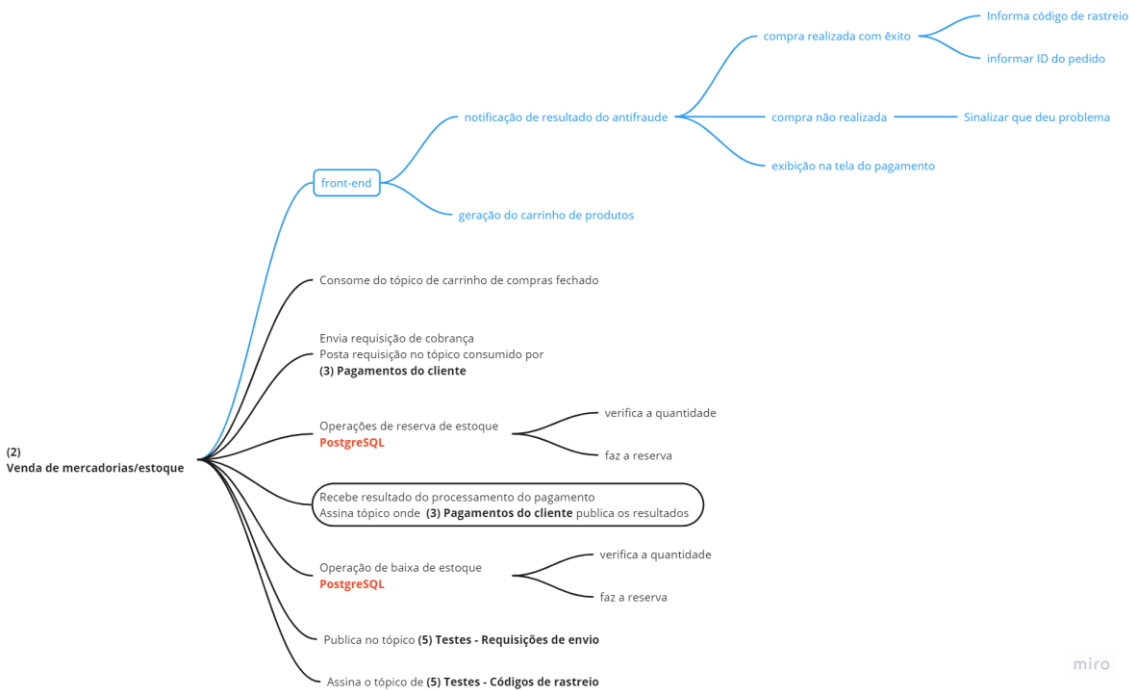 Informa código de rastreio
compra realizada com êxito
informar ID do pedido
notificação de resultado do antifraude
compra não realizada
Sinalizar que deu problema
exibição na tela do pagamento
front-end
geração do carrinho de produtos
Consome do tópico de carrinho de compras fechado
Envia requisição de cobrança
Posta requisição no tópico consumido por
(3) Pagamentos do cliente
verifica a quantidade
Operações de reserva de estoque
PostgreSQL
faz a reserva
(2)
Venda de mercadorias/estoque
Recebe resultado do processamento do pagamento
Assina tópico onde (3) Pagamentos do cliente publica os resultados
verifica a quantidade
Operação de baixa de estoque
PostgreSQL
faz a reserva
Publica no tópico (5) Testes - Requisições de envio
Assina o tópico de (5) Testes - Códigos de rastreio
miro